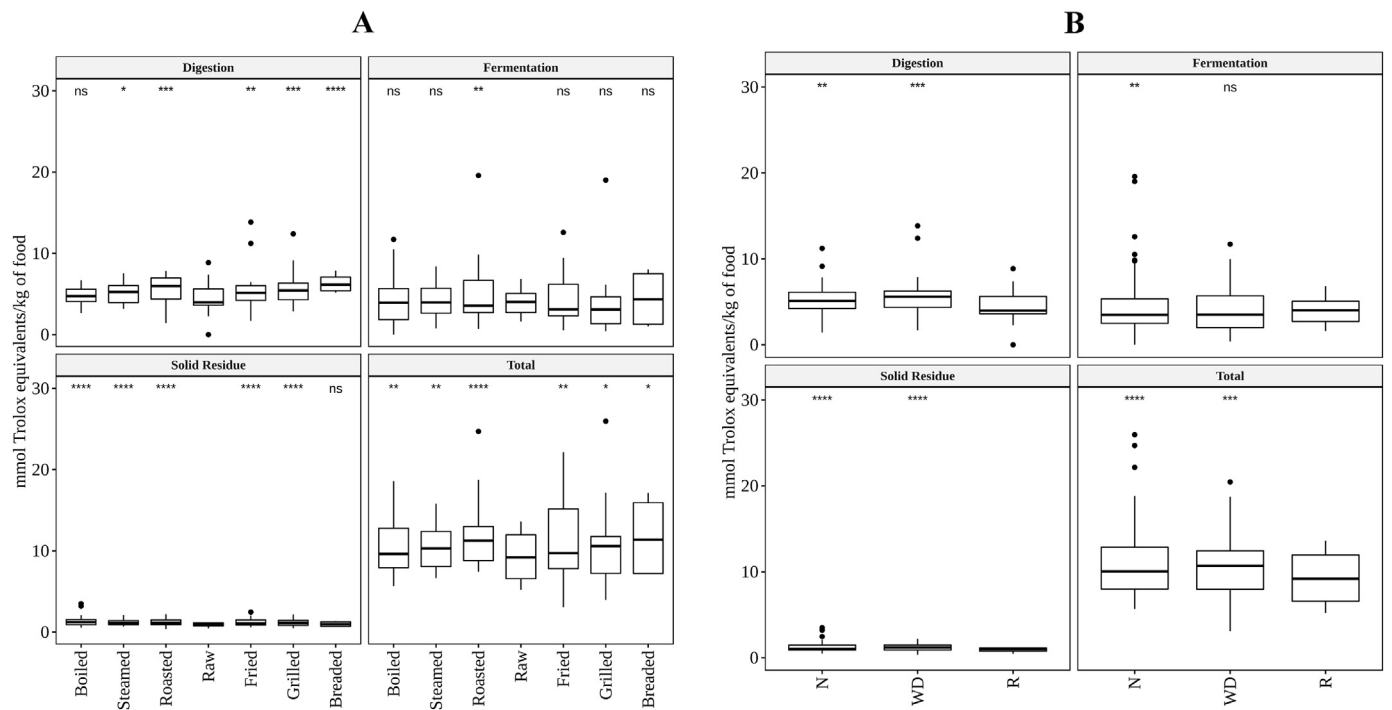 A
B
mmol Trolox equivalents/kg of food
Digestion
Fermentation
30
20
10
0
ns * *** ** *** ****
ns ns ** ns ns ns
Solid Residue
Total
30
20
10
0
**** **** **** **** **** ns
** ** **** ** * *
Boiled
Steamed
Roasted
Raw
Fried
Grilled
Breaded
Boiled
Steamed
Roasted
Raw
Fried
Grilled
Breaded
mmol Trolox equivalents/kg of food
Digestion
Fermentation
30
20
10
0
** ***
** ns
Solid Residue
Total
30
20
10
0
**** ****
**** ***
N
WD
R
N
WD
R